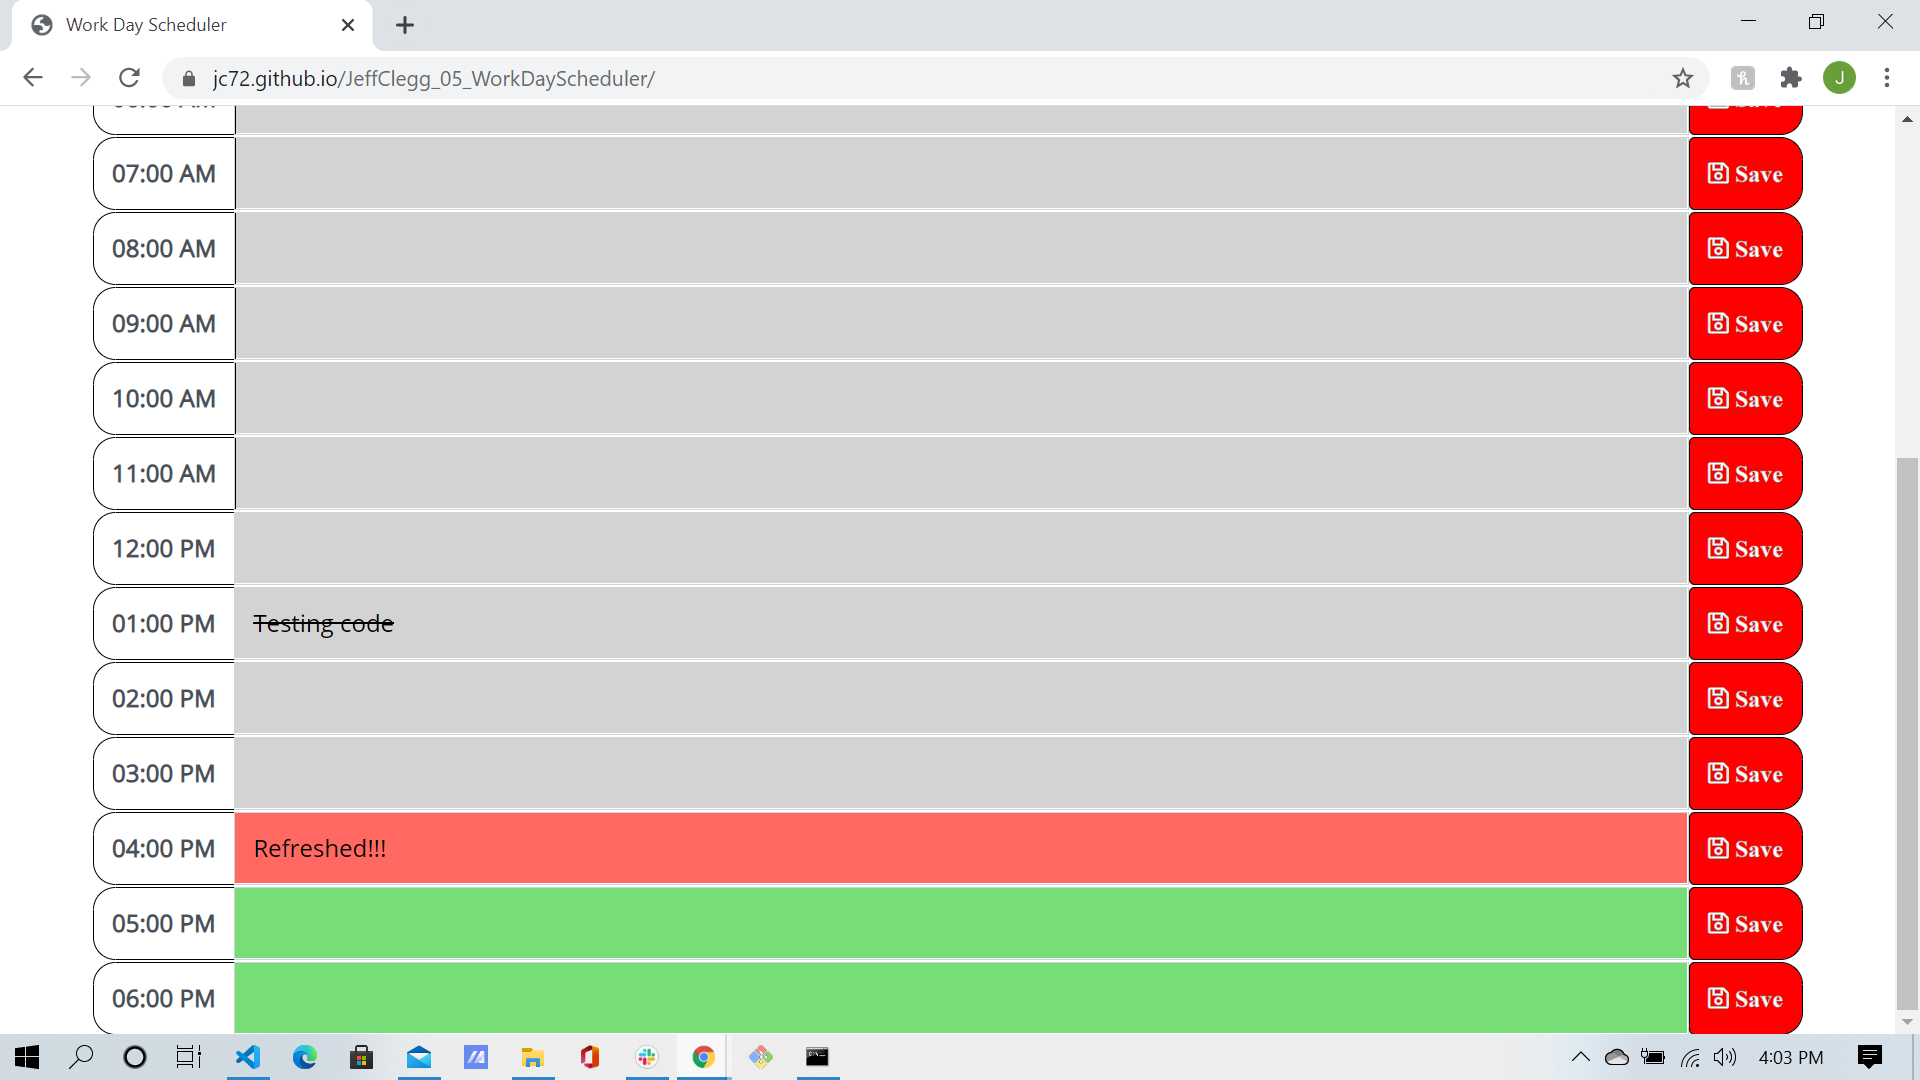 Work Day Scheduler
jc72.github.io/JeffClegg_05_WorkDayScheduler/
J
07:00 AM Save
08:00 AM Save
09:00 AM Save
10:00 AM Save
11:00 AM Save
12:00 PM Save
01:00 PM Testing code Save
02:00 PM Save
03:00 PM Save
04:00 PM Refreshed!!! Save
05:00 PM Save
06:00 PM Save
4:03 PM